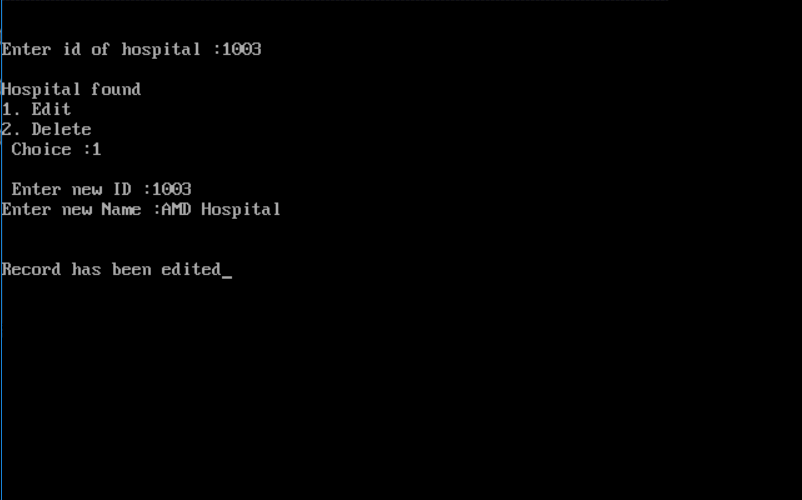 Enter id of hospital :1003
Hospital found
1. Edit
2. Delete
Choice :1
Enter new ID :1003
Enter new Name :AMD Hospital
Record has been edited_